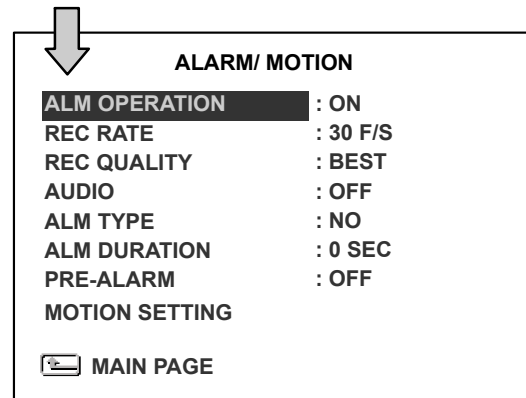 ALARM/ MOTION
ALM OPERATION : ON
REC RATE : 30 F/S
REC QUALITY : BEST
AUDIO : OFF
ALM TYPE : NO
ALM DURATION : 0 SEC
PRE-ALARM : OFF
MOTION SETTING
MAIN PAGE